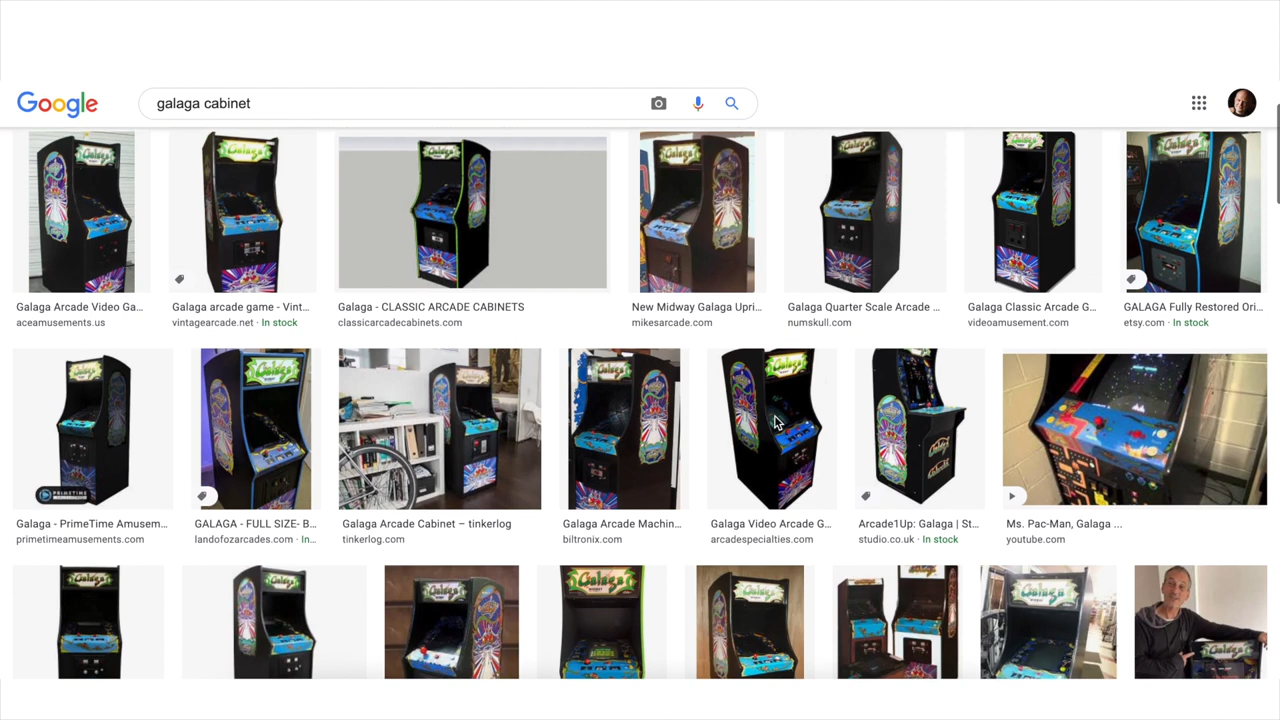 Google
galaga cabinet
Galaga Arcade Video Ga...
aceamusements.us
Galaga arcade game - Vint...
vintagearcade.net · In stock
Galaga - CLASSIC ARCADE CABINETS
classicarcadecabinets.com
New Midway Galaga Upri...
mikesarcade.com
Galaga Quarter Scale Arcade ...
numskull.com
Galaga Classic Arcade G...
videoamusement.com
GALAGA Fully Restored Ori...
etsy.com · In stock
PRIMETIME
Galaga - PrimeTime Amusem...
primetimeamusements.com
GALAGA - FULL SIZE- B...
landofozarcades.com · In...
Galaga Arcade Cabinet – tinkerlog
tinkerlog.com
Galaga Arcade Machin...
biltronix.com
Galaga Video Arcade G...
arcadespecialties.com
Arcade1Up: Galaga | St...
studio.co.uk · In stock
Ms. Pac-Man, Galaga ...
youtube.com